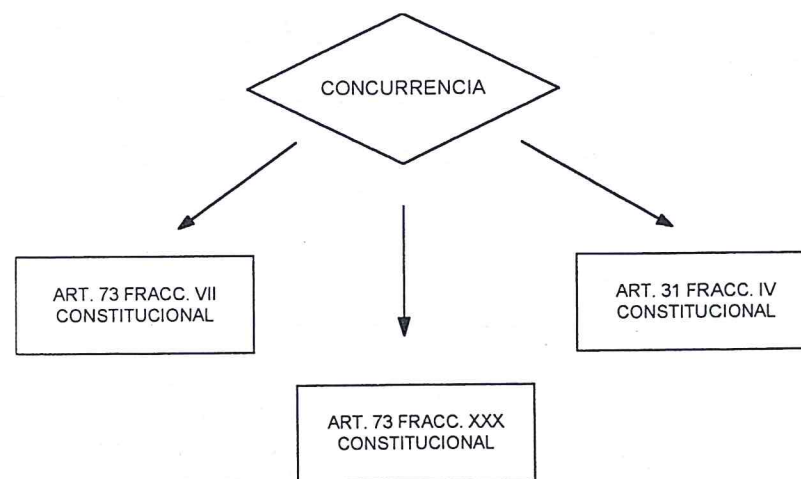 CONCURRENCIA
ART. 73 FRACC. VII
CONSTITUCIONAL
ART. 31 FRACC. IV
CONSTITUCIONAL
ART. 73 FRACC. XXX
CONSTITUCIONAL